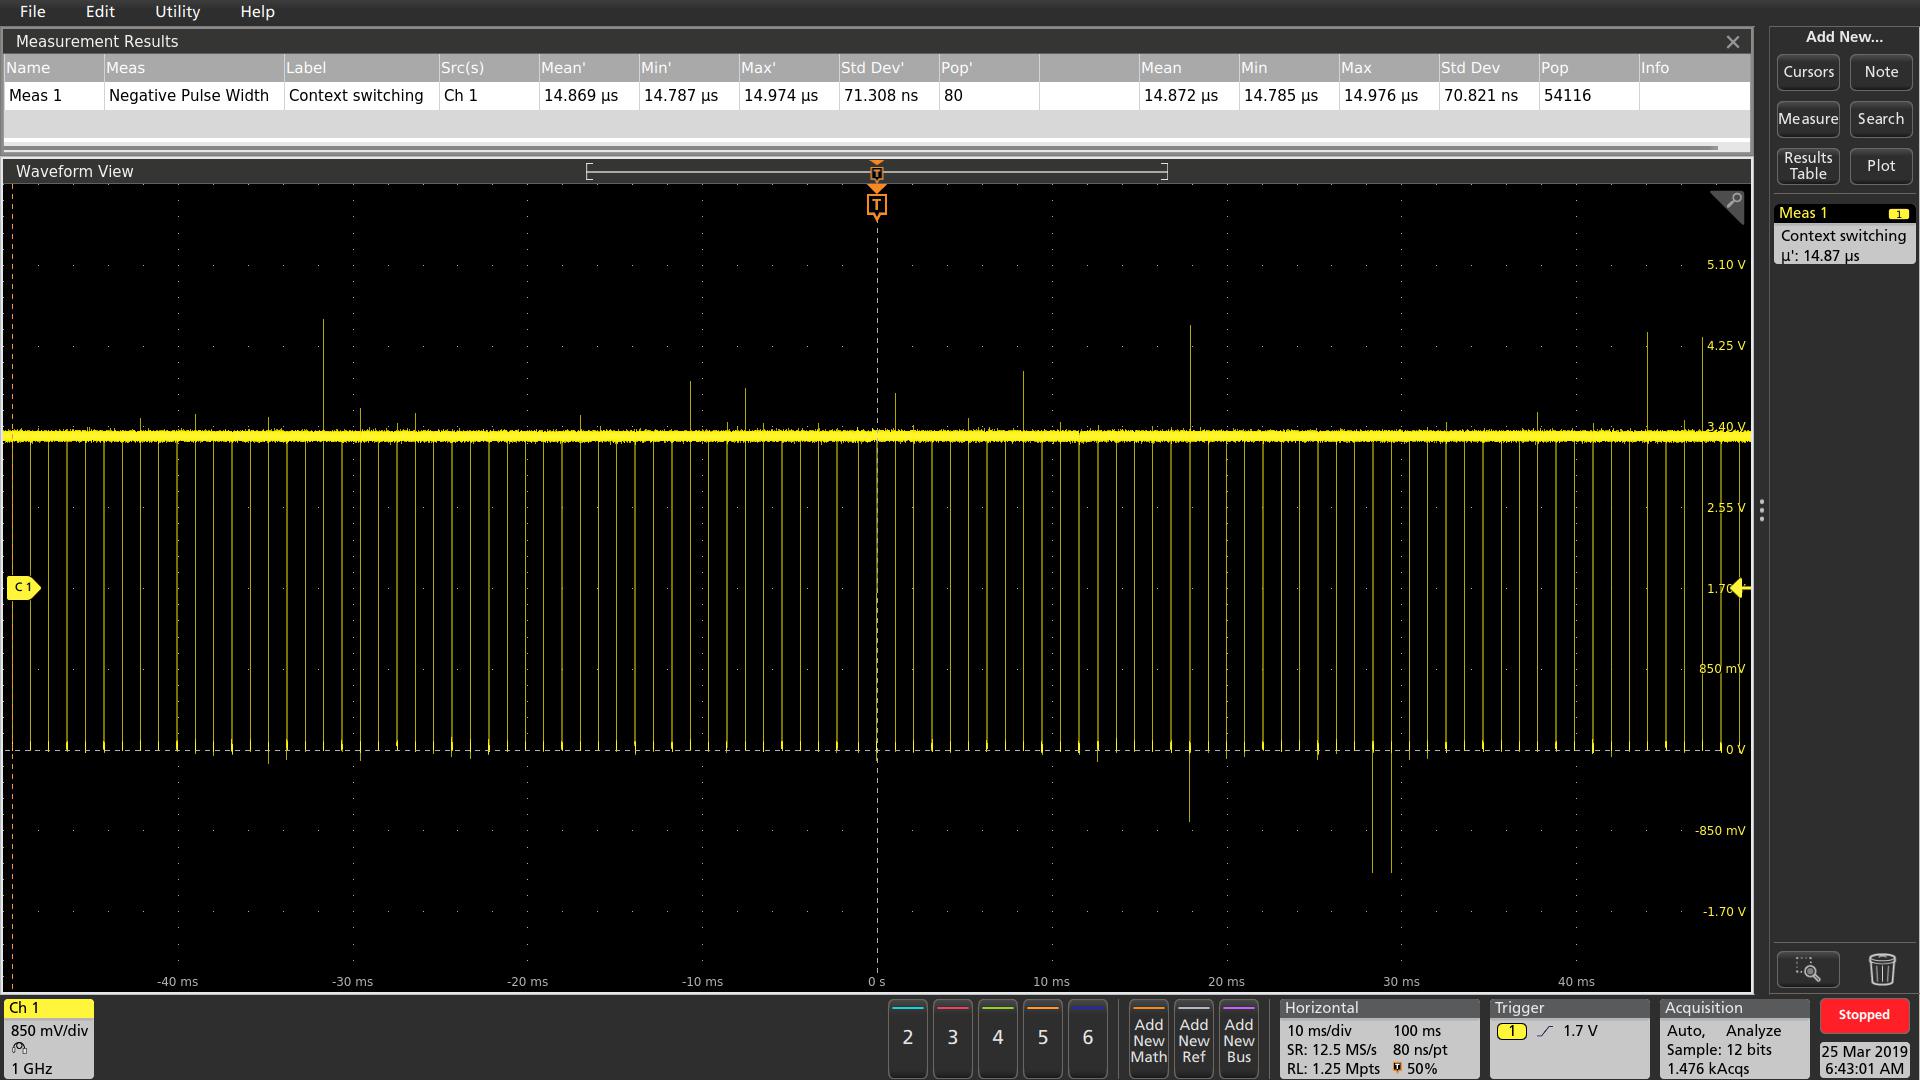 File Edit Utility Help
Measurement Results
Name Meas Label Src(s) Mean' Min' Max' Std Dev' Pop' Mean Min Max Std Dev Pop Info
Meas 1 Negative Pulse Width Context switching Ch 1 14.869 µs 14.787 µs 14.974 µs 71.308 ns 80 14.872 µs 14.785 µs 14.976 µs 70.821 ns 54116
Waveform View
T
T
5.10 V
4.25 V
3.40 V
2.55 V
C 1
1.70
850 mV
0 V
-850 mV
-1.70 V
-40 ms -30 ms -20 ms -10 ms 0 s 10 ms 20 ms 30 ms 40 ms
Add New...
Cursors Note
Measure Search
Results
Table
Plot
Meas 1 1
Context switching
µ': 14.87 µs
Ch 1
850 mV/div
1 GHz
2 3 4 5 6
Add
New
Math
Add
New
Ref
Add
New
Bus
Horizontal
10 ms/div 100 ms
SR: 12.5 MS/s 80 ns/pt
RL: 1.25 Mpts T 50%
Trigger
1 1.7 V
Acquisition
Auto, Analyze
Sample: 12 bits
1.476 kAcqs
Stopped
25 Mar 2019
6:43:01 AM